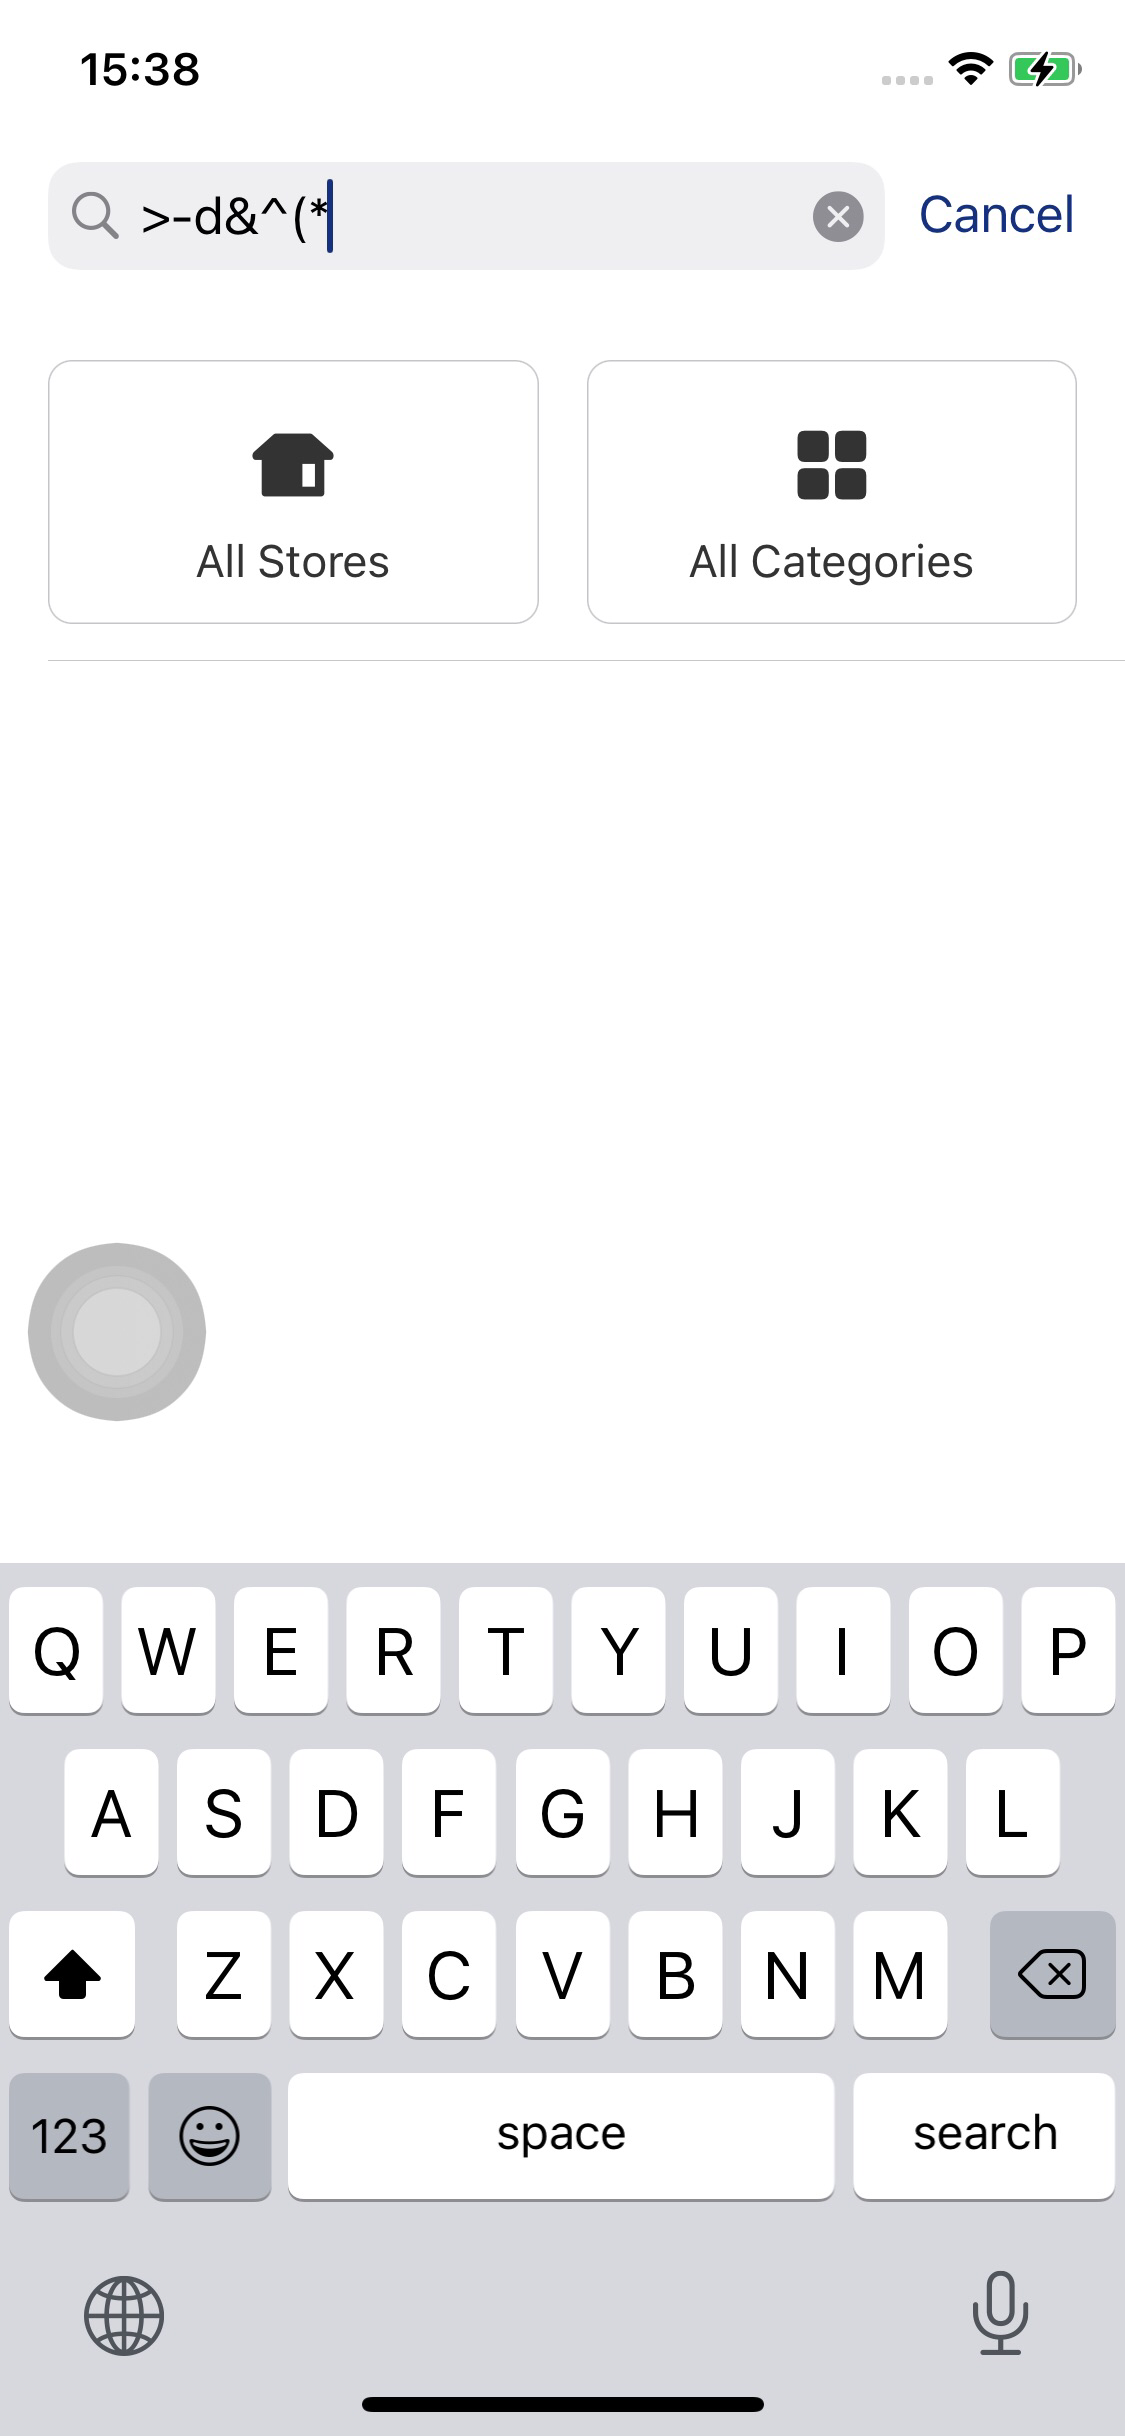 15:38
>-d&^(*
Cancel
All Stores
All Categories
Q W E R T Y U I O P
A S D F G H J K L
Z X C V B N M
123 space search